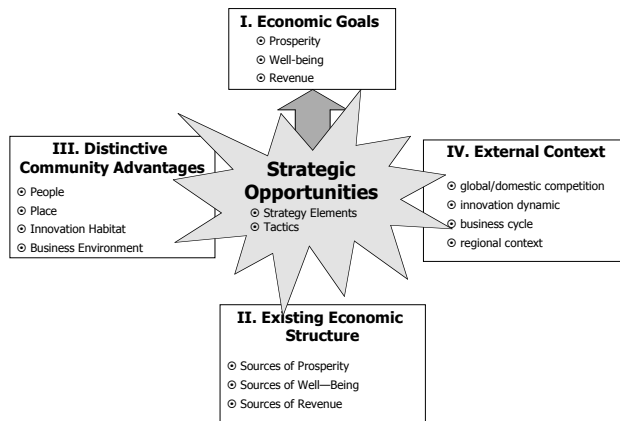 I. Economic Goals
⊙ Prosperity
⊙ Well-being
⊙ Revenue
III. Distinctive
Community Advantages
⊙ People
⊙ Place
⊙ Innovation Habitat
⊙ Business Environment
Strategic
Opportunities
⊙ Strategy Elements
⊙ Tactics
IV. External Context
⊙ global/domestic competition
⊙ innovation dynamic
⊙ business cycle
⊙ regional context
II. Existing Economic
Structure
⊙ Sources of Prosperity
⊙ Sources of Well—Being
⊙ Sources of Revenue